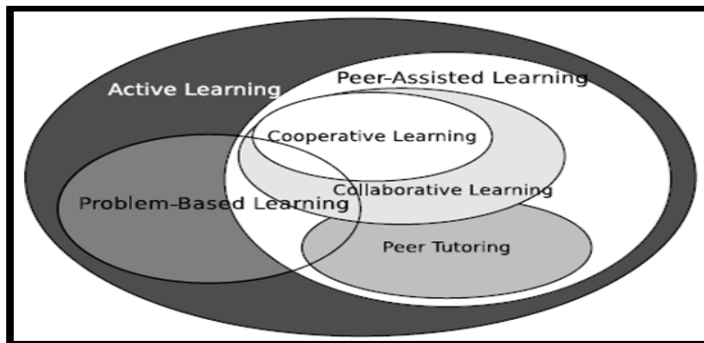 Peer-Assisted Learning
Active Learning
Cooperative Learning
Collaborative Learning
Problem-Based Learning
Peer Tutoring